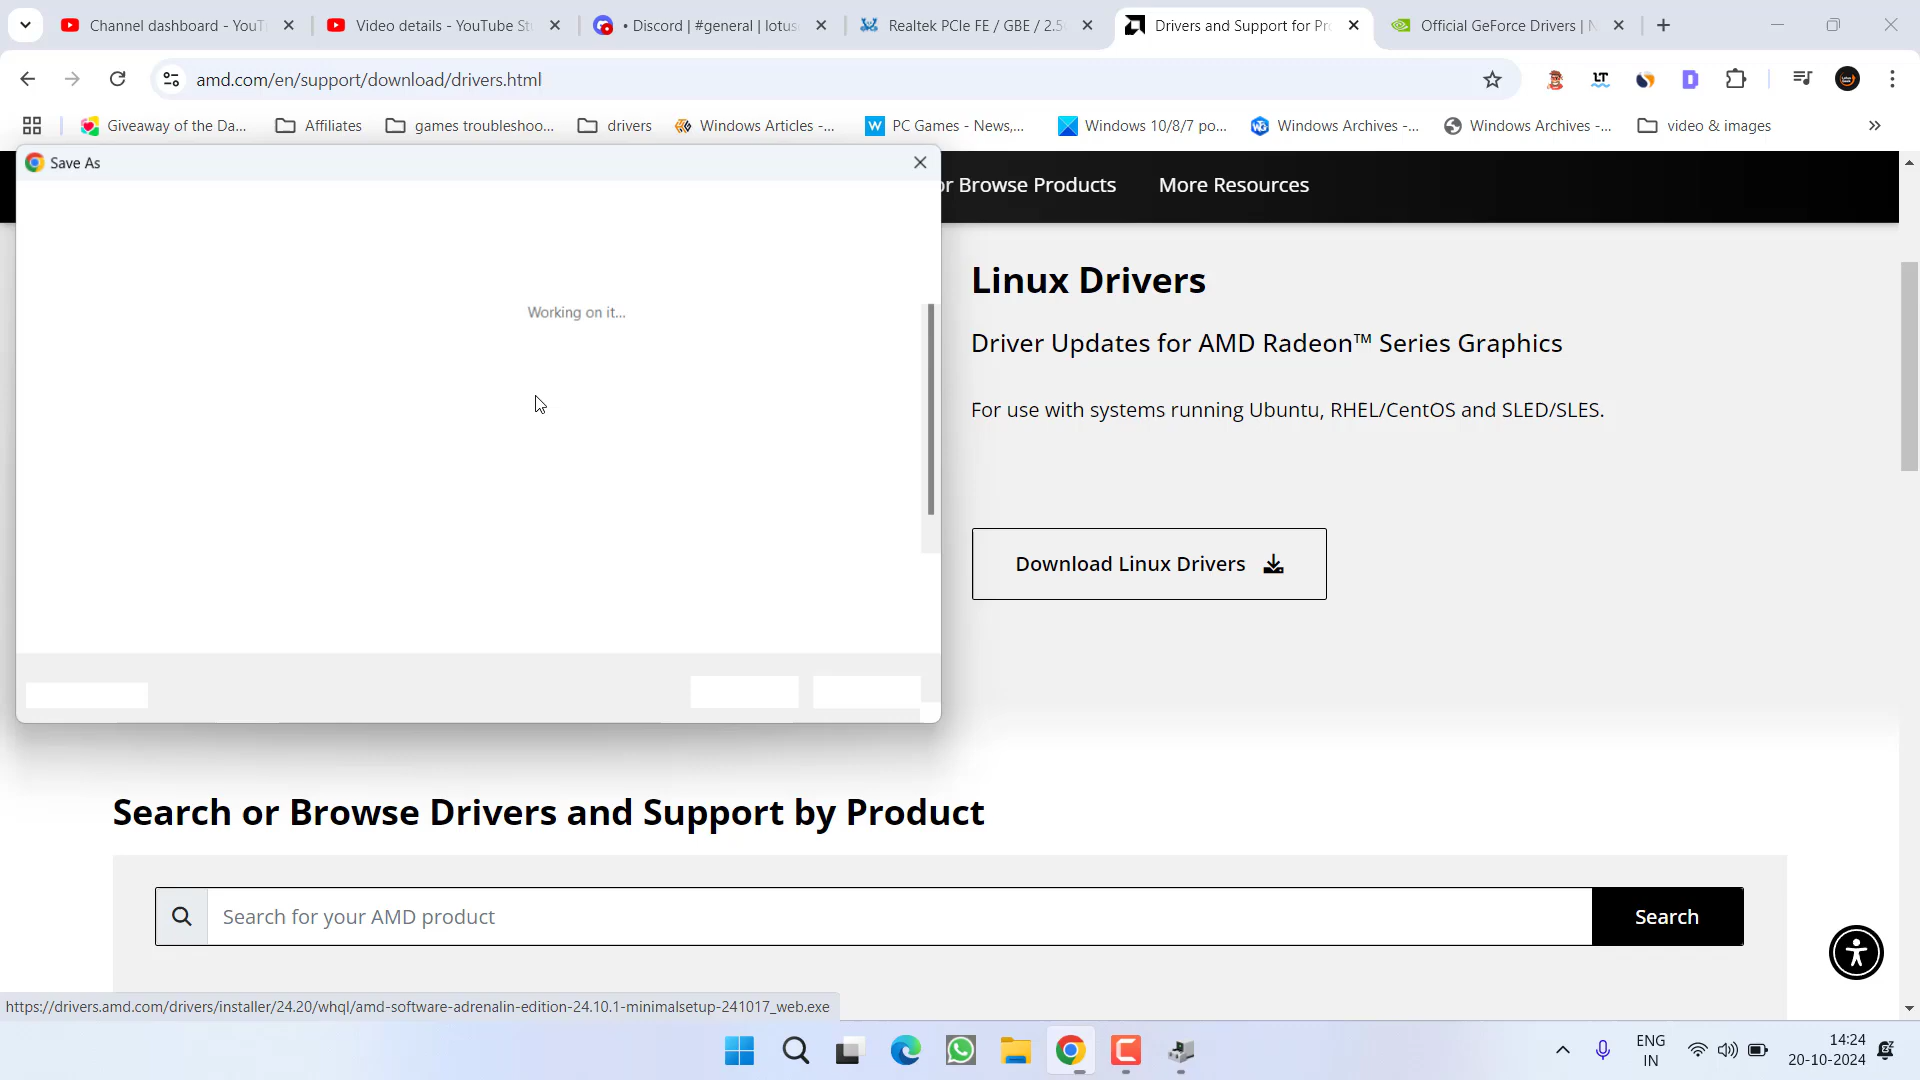 Channel dashboard - YouT
Video details - YouTube St
• Discord | #general | lotus
Realtek PCIe FE / GBE / 2.5
Drivers and Support for Pr
Official GeForce Drivers | N
amd.com/en/support/download/drivers.html
Giveaway of the Da...
Affiliates
games troubleshoo...
drivers
Windows Articles -...
PC Games - News,...
Windows 10/8/7 po...
Windows Archives -...
Windows Archives -...
video & images
Save As
or Browse Products
More Resources
Working on it...
Linux Drivers
Driver Updates for AMD Radeon™ Series Graphics
For use with systems running Ubuntu, RHEL/CentOS and SLED/SLES.
Download Linux Drivers
Search or Browse Drivers and Support by Product
Search for your AMD product
Search
https://drivers.amd.com/drivers/installer/24.20/whql/amd-software-adrenalin-edition-24.10.1-minimalsetup-241017_web.exe
ENG
IN
14:24
20-10-2024